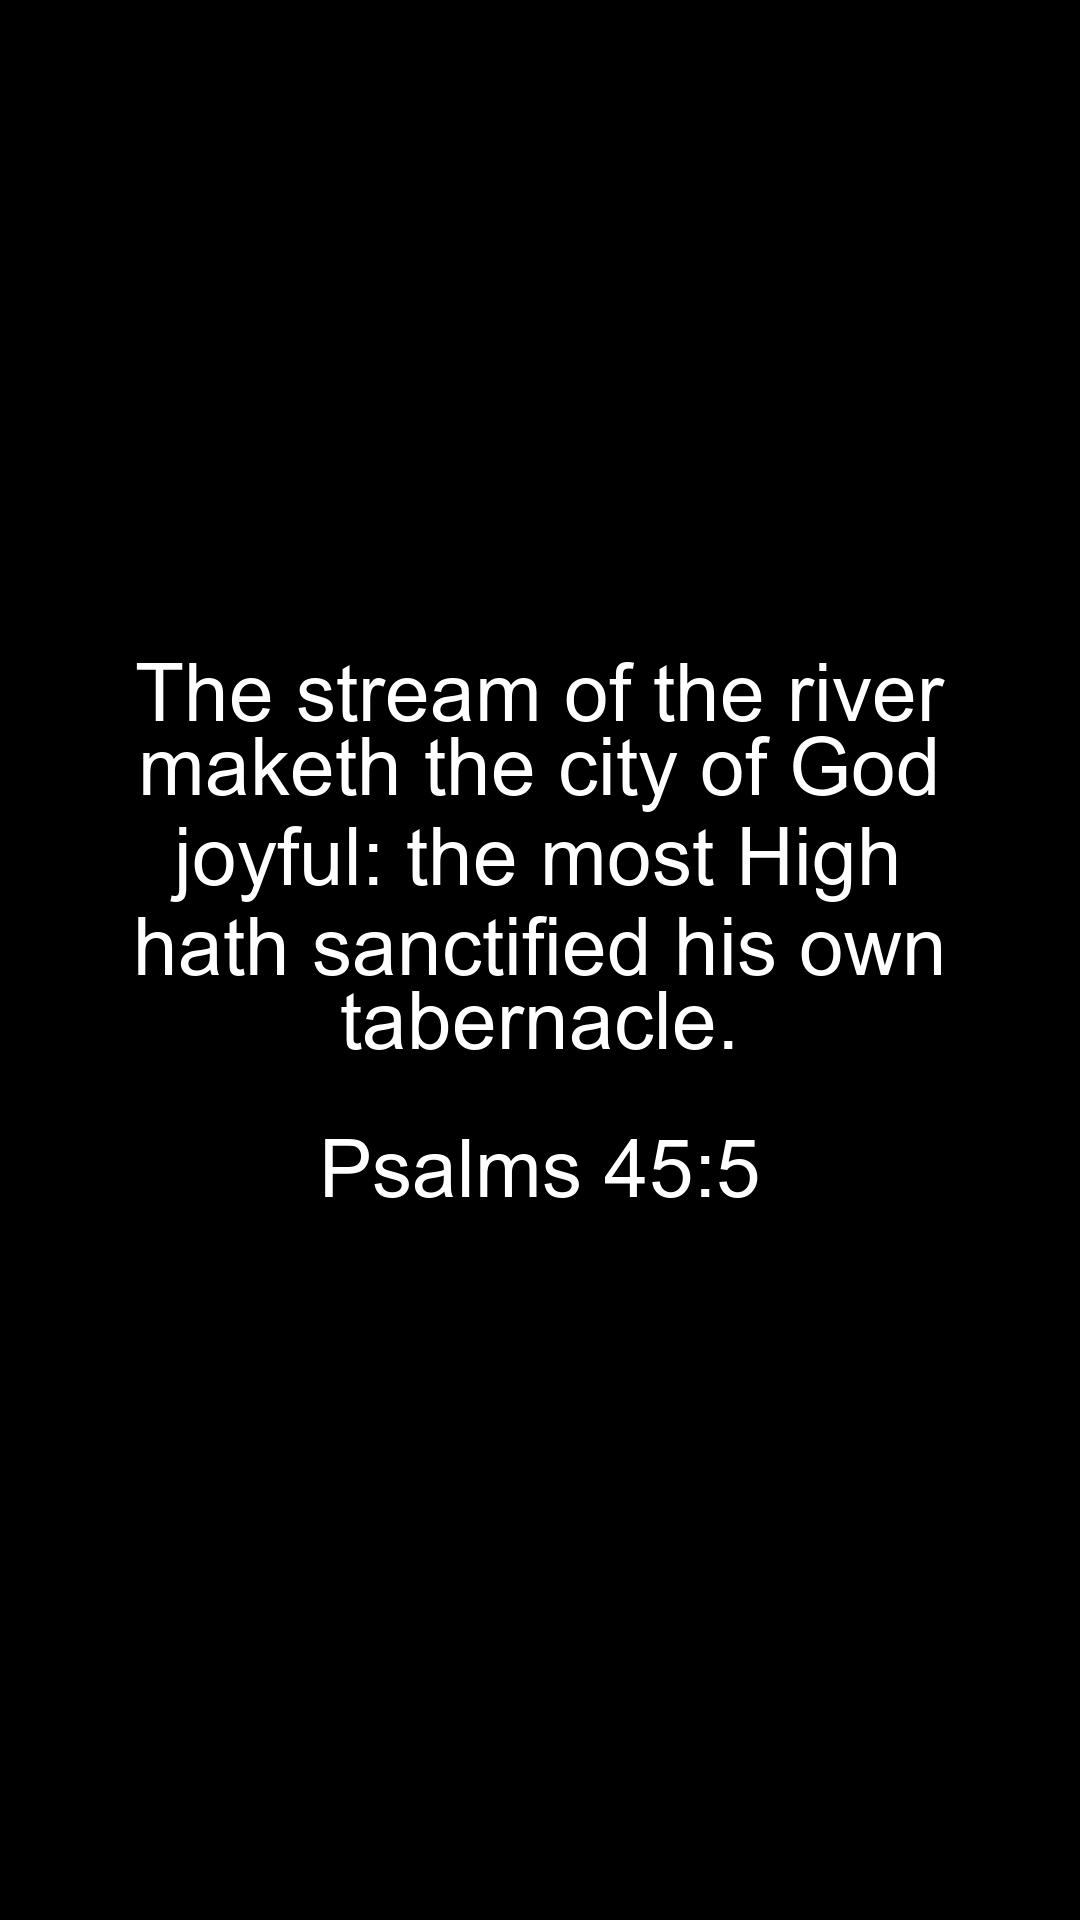 The stream of the river
maketh the city of God
joyful: the most High
hath sanctified his own
tabernacle.
Psalms 45:5